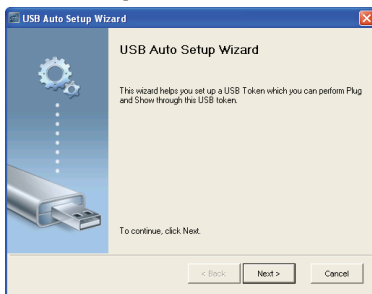 USB Auto Setup Wizard
USB Auto Setup Wizard
This wizard helps you set up a USB Token which you can perform Plug
and Show through this USB token.
To continue, click Next.
< Back
Next >
Cancel